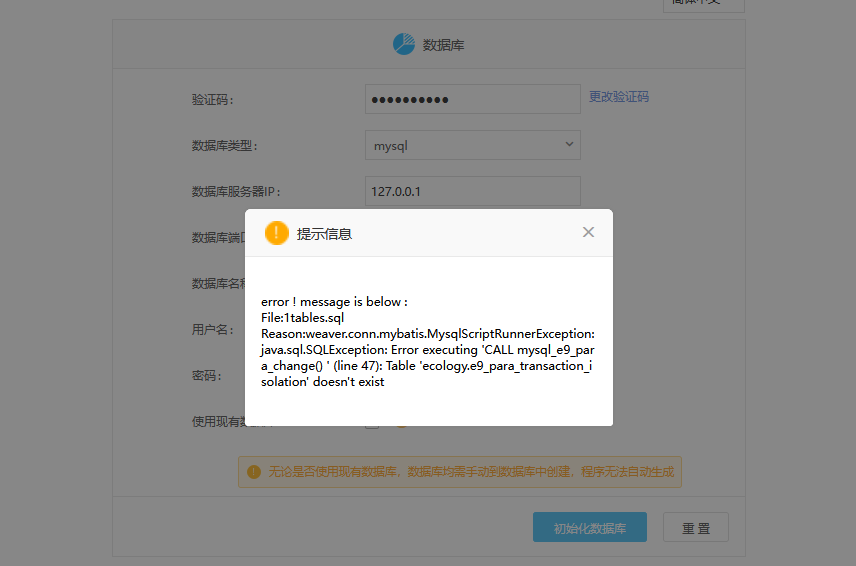 数据库
验证码：
●●●●●●●●●●
更改验证码
数据库类型：
mysql
数据库服务器IP：
127.0.0.1
数据库端
提示信息
数据库名
用户名：
密码：
使用现有
error ! message is below :
File:1tables.sql
Reason:weaver.conn.mybatis.MysqlScriptRunnerException:
java.sql.SQLException: Error executing 'CALL mysql_e9_par
a_change() ' (line 47): Table 'ecology.e9_para_transaction_i
solation' doesn't exist
无论是否使用现有数据库，数据库均需手动到数据库中创建，程序无法自动生成
初始化数据库
重 置